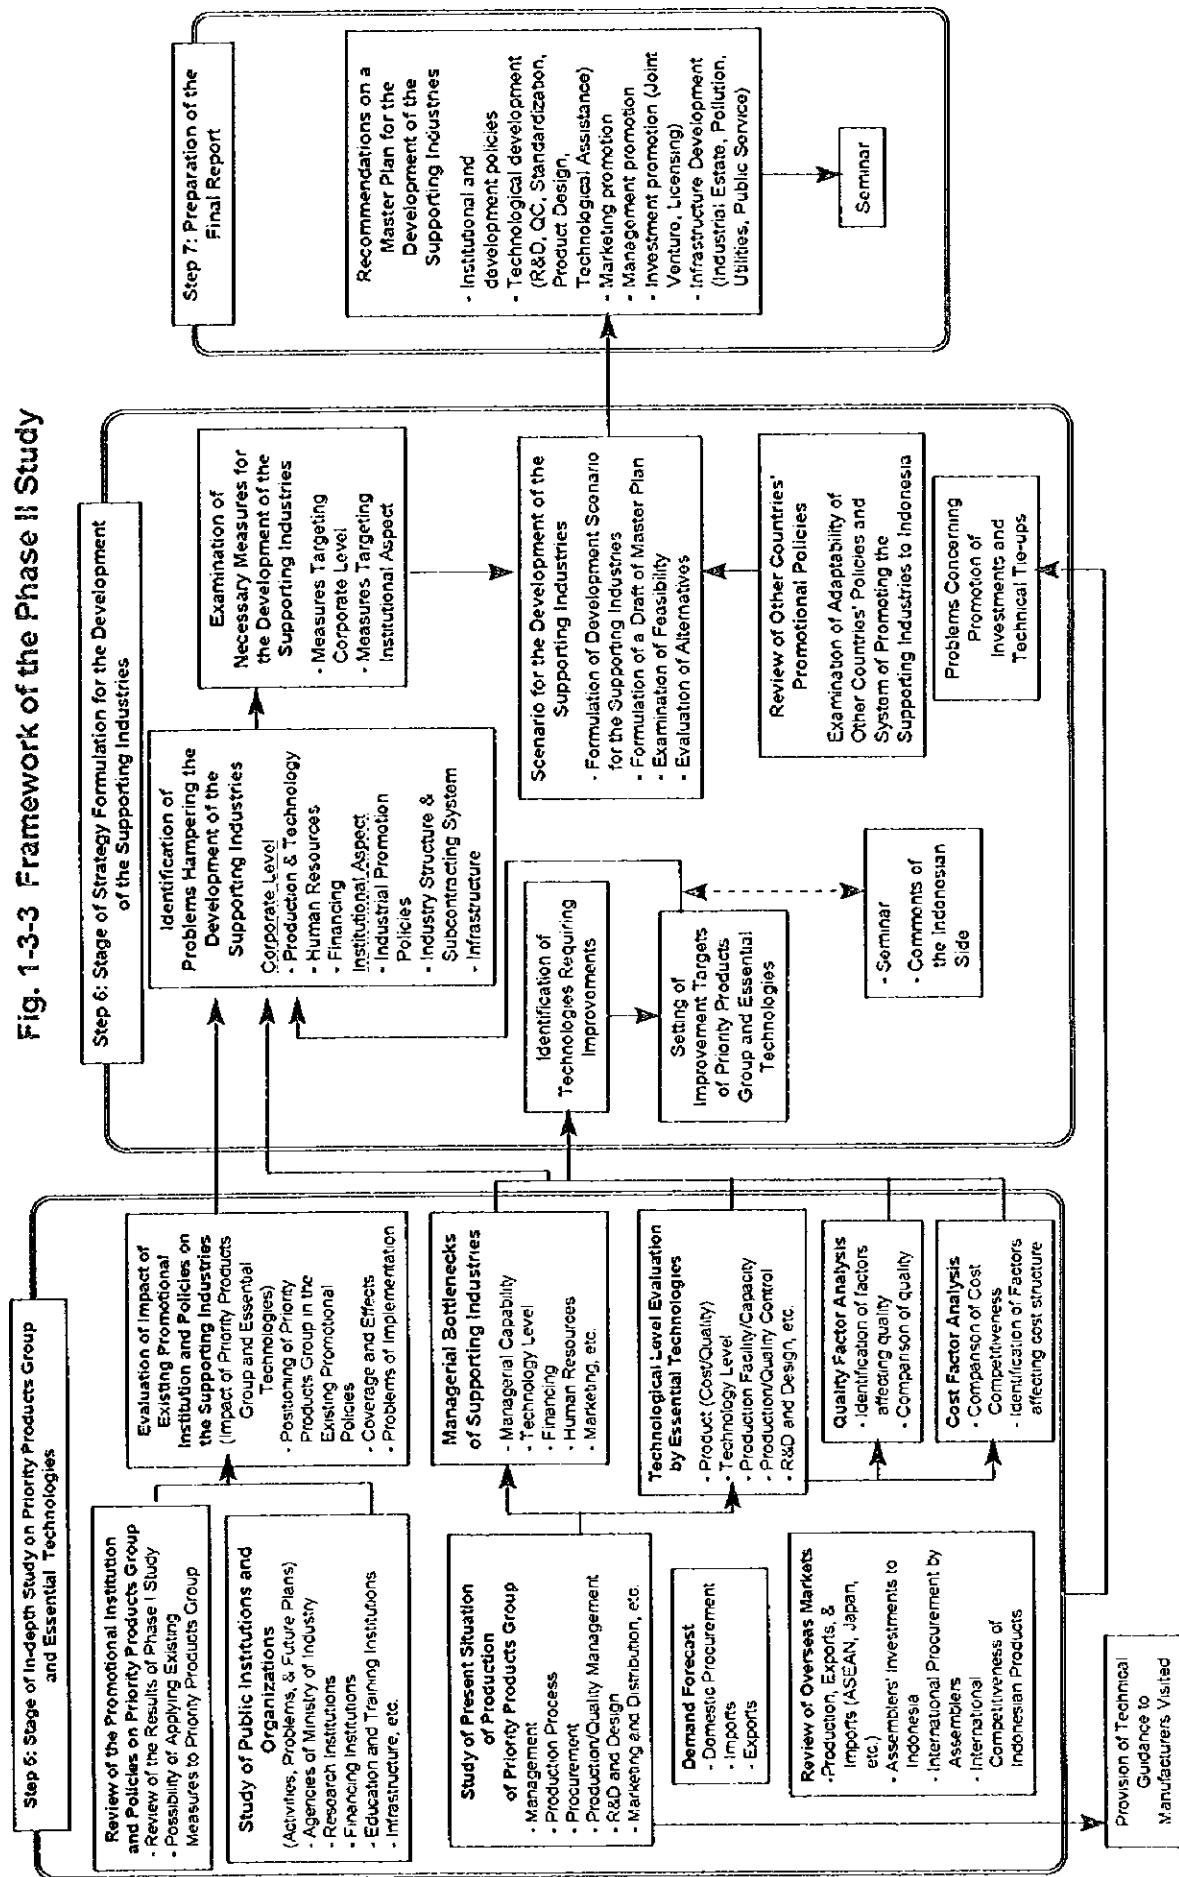 Fig. 1-3-3 Framework of the Phase II Study
Step 5: Stage of In-depth Study on Priority Products Group
and Essential Technologies
Review of the Promotional Institution
and Policies on Priority Products Group
- Review of the Results of Phase I Study
- Possibility of Applying Existing
Measures to Priority Products Group
Study of Public Institutions and
Organizations
(Activities, Problems, & Future Plans)
- Agencies of Ministry of Industry
- Research Institutions
- Financing Institutions
- Education and Training Institutions
- Infrastructure, etc.
Study of Present Situation
of Production
of Priority Products Group
- Management
- Production Process
- Procurement
- Production/Quality Management
- R&D and Design
- Marketing and Distribution, etc.
Demand Forecast
- Domestic Procurement
- Imports
- Exports
Review of Overseas Markets
- Production, Exports, &
Imports (ASEAN, Japan,
etc.)
- Assemblers' Investments to
Indonesia
- International Procurement by
Assemblers
- International
Competitiveness of
Indonesian Products
Provision of Technical
Guidance to
Manufacturers Visited
Evaluation of Impact of
Existing Promotional
Institution and Policies on
the Supporting Industries
(Impact of Priority Products
Group and Essential
Technologies)
- Positioning of Priority
Products Group in the
Existing Promotional
Policies
- Coverage and Effects
- Problems of Implementation
Managerial Bottlenecks
of Supporting Industries
- Managerial Capability
- Technology Level
- Financing
- Human Resources
- Marketing, etc.
Technological Level Evaluation
by Essential Technologies
- Product (Cost/Quality)
- Technology Level
- Production Facility/Capacity
- Production/Quality Control
- R&D and Design, etc.
Quality Factor Analysis
- Identification of factors
affecting quality
- Comparison of quality
Cost Factor Analysis
- Comparison of Cost
Competitiveness
- Identification of Factors
affecting cost structure
Step 6: Stage of Strategy Formulation for the Development
of the Supporting Industries
Identification of
Problems Hampering the
Development of the
Supporting Industries
Corporate Level
- Production & Technology
- Human Resources
- Financing
Institutional Aspect
- Industrial Promotion
Policies
- Industry Structure &
Subcontracting System
- Infrastructure
Identification of
Technologies Requiring
Improvements
Setting of
Improvement Targets
of Priority Products
Group and Essential
Technologies
- Seminar
- Comments of
the Indonesian
Side
Examination of
Necessary Measures for
the Development of the
Supporting Industries
- Measures Targeting
Corporate Level
- Measures Targeting
Institutional Aspect
Scenario for the Development of the
Supporting Industries
- Formulation of Development Scenario
for the Supporting Industries
- Formulation of a Draft of Master Plan
- Examination of Feasibility
- Evaluation of Alternatives
Review of Other Countries'
Promotional Policies
Examination of Adaptability of
Other Countries' Policies and
System of Promoting the
Supporting Industries to Indonesia
Problems Concerning
Promotion of
Investments and
Technical Tie-ups
Step 7: Preparation of the
Final Report
Recommendations on a
Master Plan for the
Development of the
Supporting Industries
- Institutional and
development policies
- Technological development
(R&D, QC, Standardization,
Product Design,
Technological Assistance)
- Marketing promotion
- Management promotion
- Investment promotion (Joint
Venture, Licensing)
- Infrastructure Development
(Industrial Estate, Pollution,
Utilities, Public Service)
Seminar